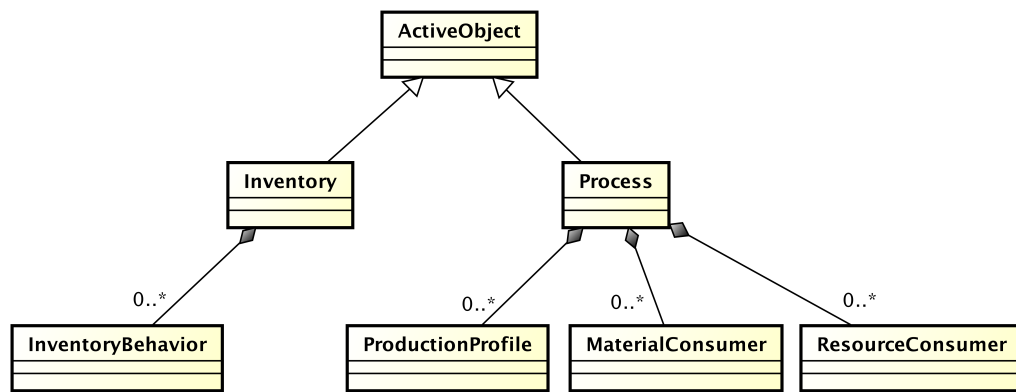 ActiveObject
Inventory
Process
0..*
0..*
0..*
0..*
InventoryBehavior
ProductionProfile
MaterialConsumer
ResourceConsumer